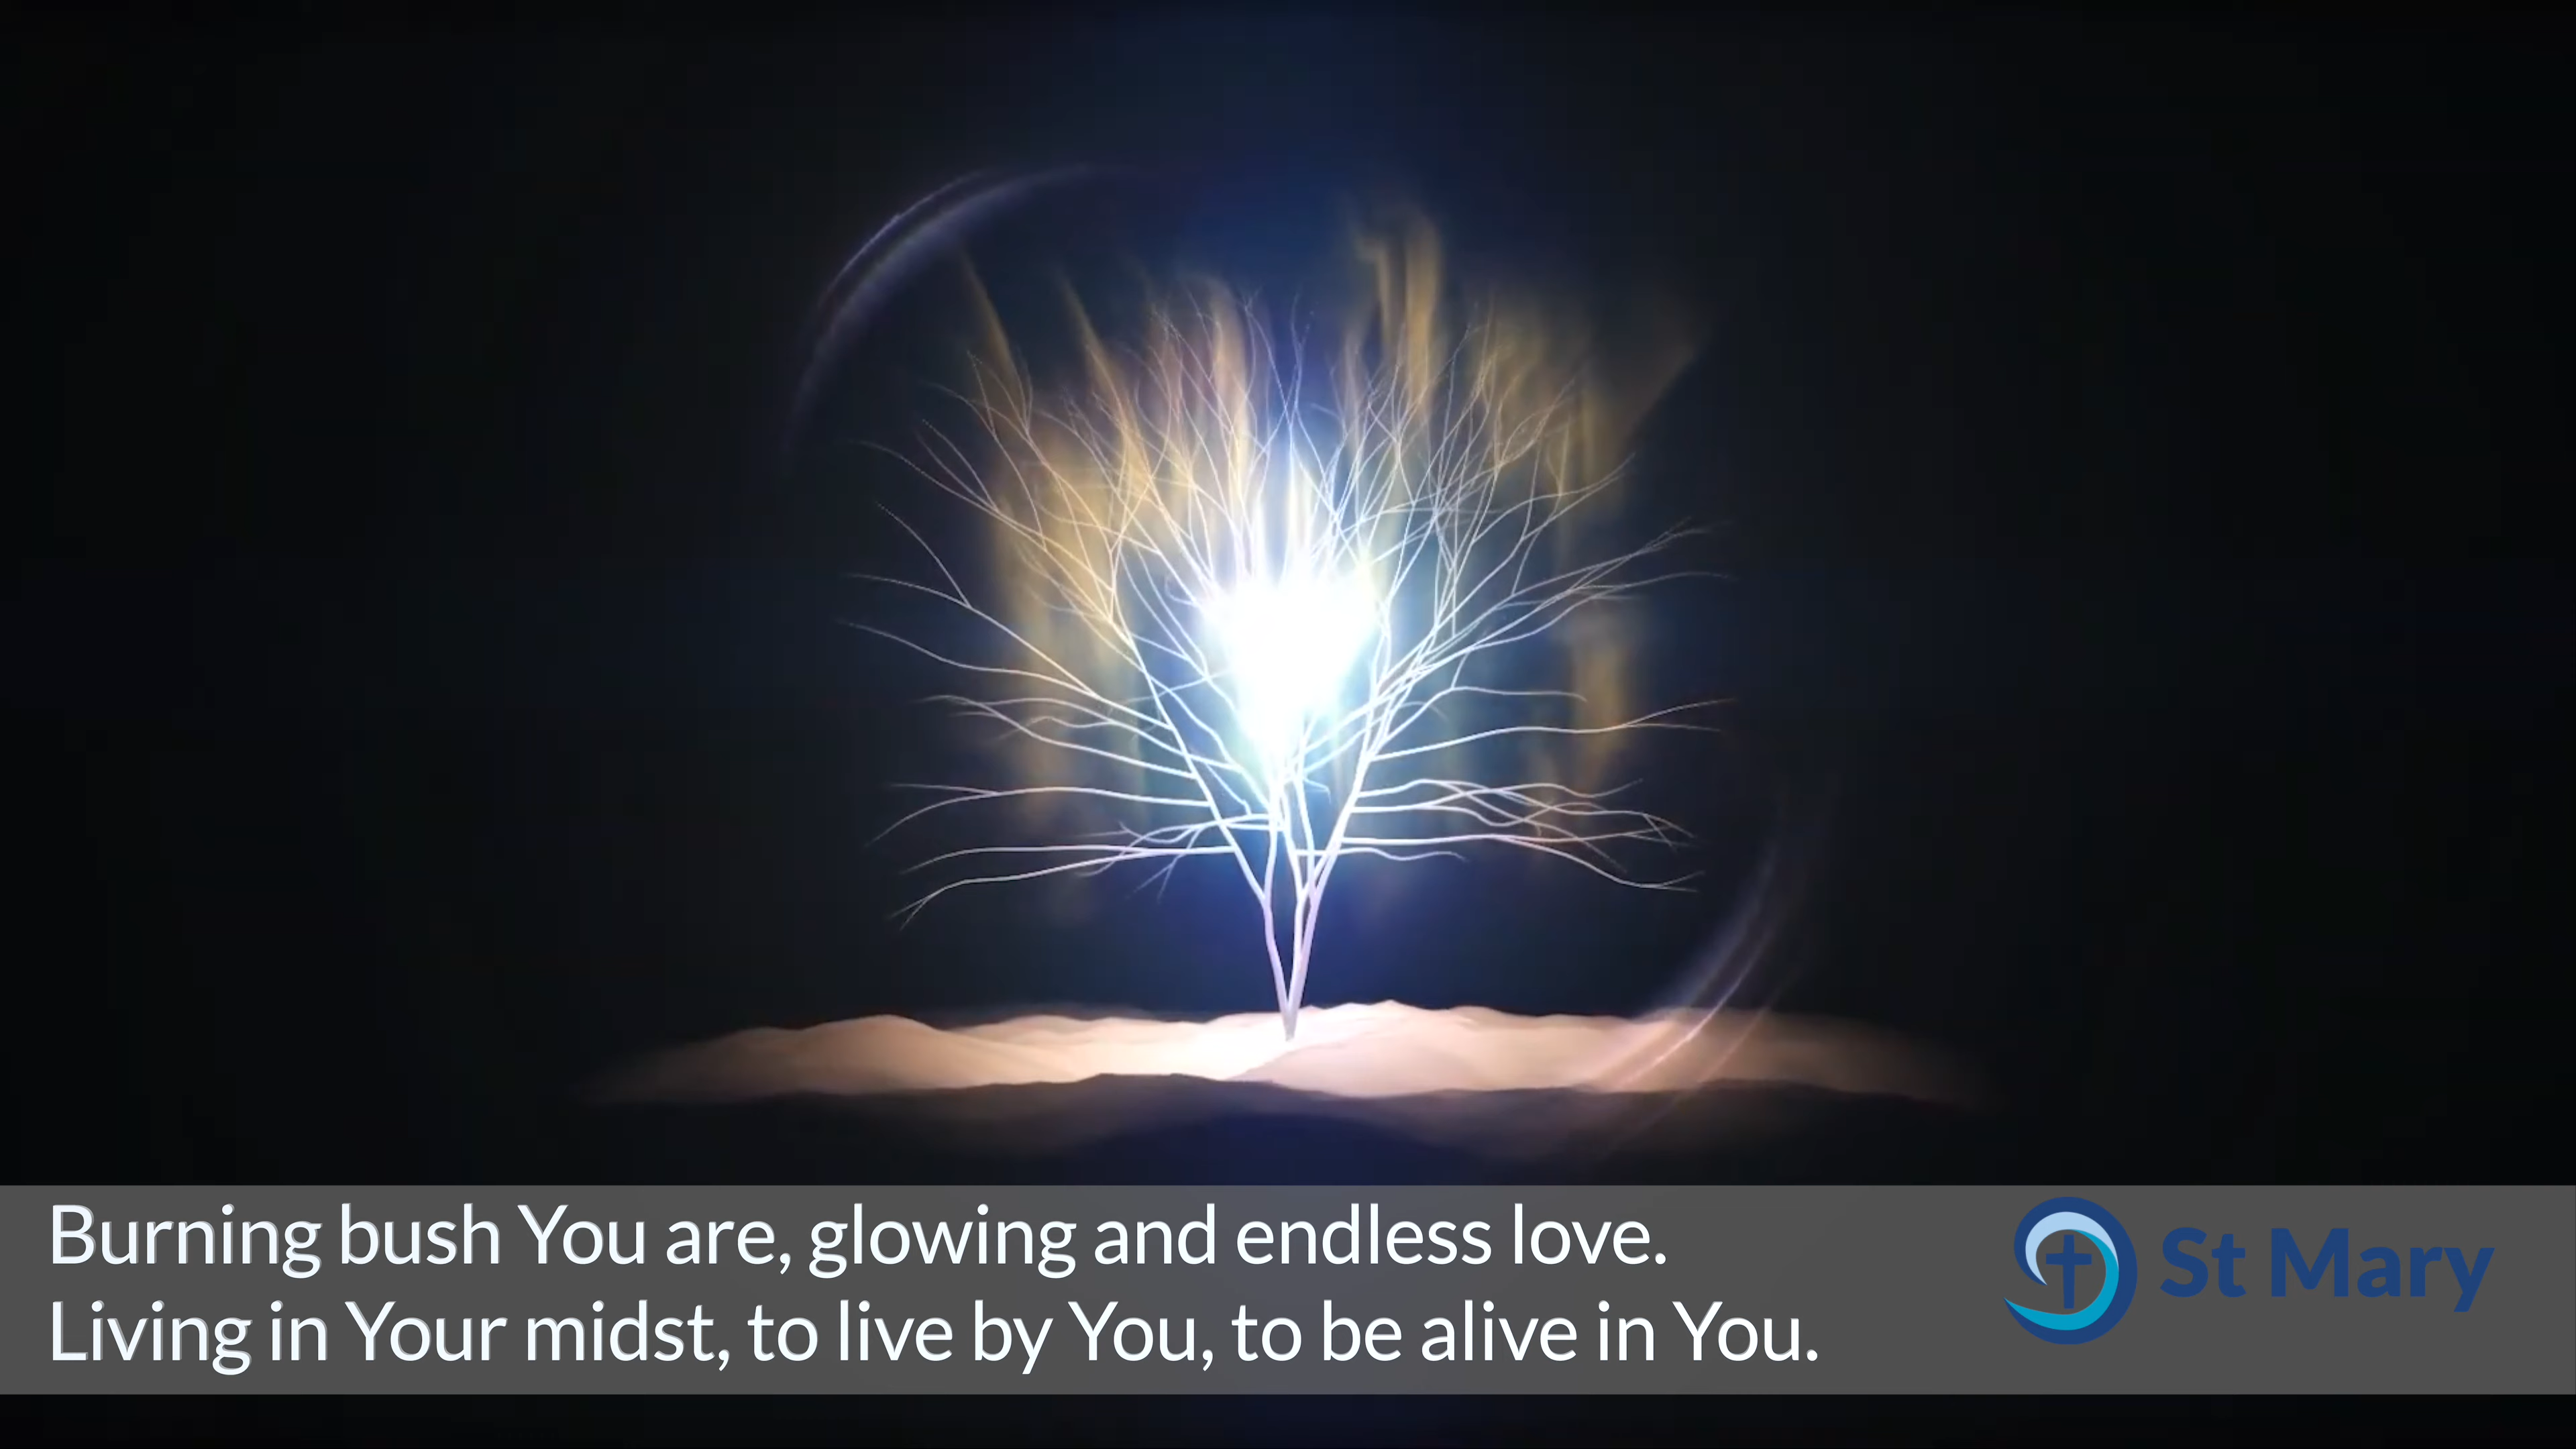 Burning bush You are, glowing and endless love.
Living in Your midst, to live by You, to be alive in You.
St Mary